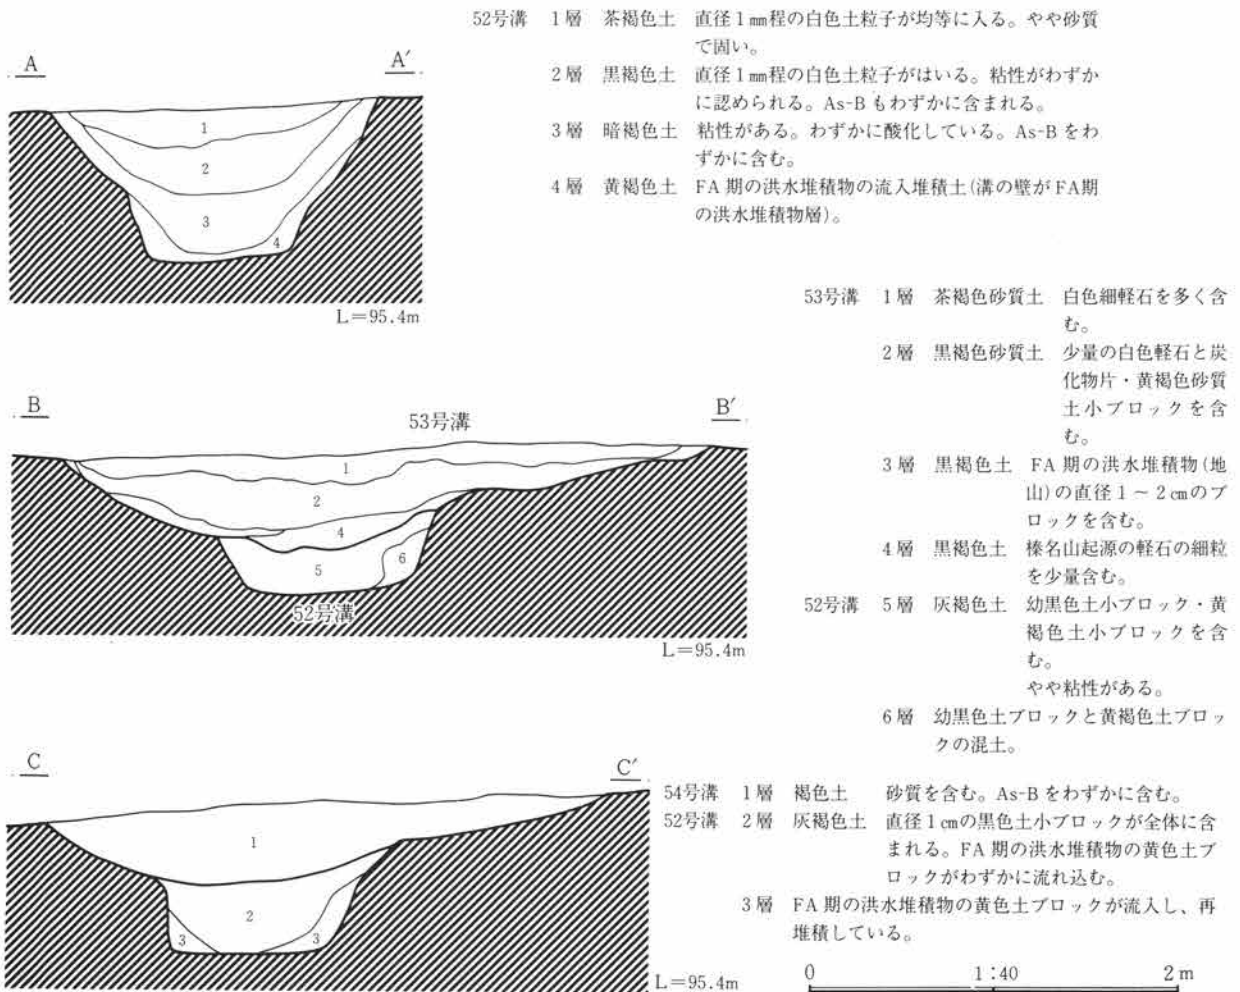 52号溝 1層 茶褐色土 直径1㎜程の白色土粒子が均等に入る。やや砂質
で固い。
2層 黒褐色土 直径1㎜程の白色土粒子がはいる。粘性がわずか
に認められる。As-Bもわずかに含まれる。
3層 暗褐色土 粘性がある。わずかに酸化している。As-Bをわ
ずかに含む。
4層 黄褐色土 FA期の洪水堆積物の流入堆積土(溝の壁がFA期
の洪水堆積物層)。
A A′
1
2
3
4
L=95.4m
53号溝 1層 茶褐色砂質土 白色細軽石を多く含
む。
2層 黒褐色砂質土 少量の白色軽石と炭
化物片・黄褐色砂質
土小ブロックを含
む。
3層 黒褐色土 FA期の洪水堆積物(地
山)の直径1～2㎝のブ
ロックを含む。
4層 黒褐色土 榛名山起源の軽石の細粒
を少量含む。
52号溝 5層 灰褐色土 幼黒色土小ブロック・黄
褐色土小ブロックを含
む。
やや粘性がある。
6層 幼黒色土ブロックと黄褐色土ブロッ
クの混土。
B B′
53号溝
1
2
4
5 6
52号溝
L=95.4m
54号溝 1層 褐色土 砂質を含む。As-Bをわずかに含む。
52号溝 2層 灰褐色土 直径1㎝の黒色土小ブロックが全体に含
まれる。FA期の洪水堆積物の黄色土ブ
ロックがわずかに流れ込む。
3層 FA期の洪水堆積物の黄色土ブロックが流入し、再
堆積している。
C C′
1
2
3 3
L=95.4m
0 1:40 2m